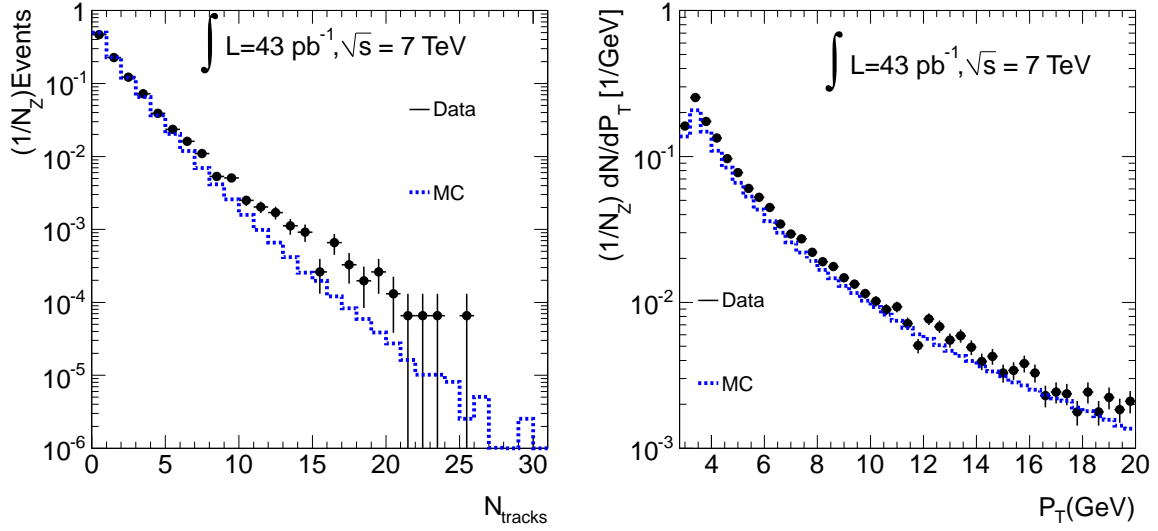 (1/N_Z)Events
1
10^-1
10^-2
10^-3
10^-4
10^-5
10^-6
∫ L=43 pb^-1,√s = 7 TeV
Data
MC
0 5 10 15 20 25 30
N_tracks
(1/N_Z) dN/dP_T [1/GeV]
1
10^-1
10^-2
10^-3
∫ L=43 pb^-1,√s = 7 TeV
Data
MC
4 6 8 10 12 14 16 18 20
P_T(GeV)